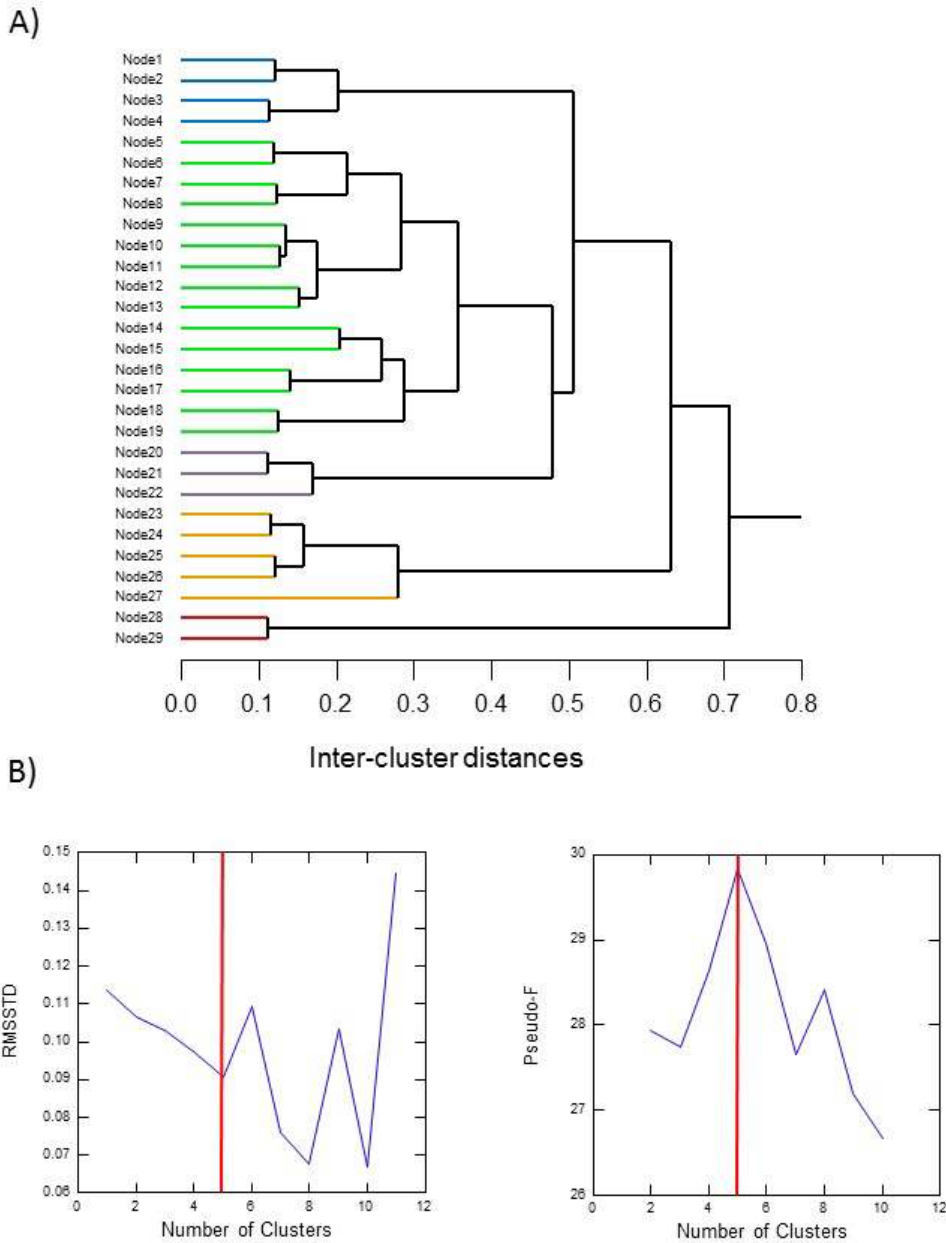 A)
Node1
Node2
Node3
Node4
Node5
Node6
Node7
Node8
Node9
Node10
Node11
Node12
Node13
Node14
Node15
Node16
Node17
Node18
Node19
Node20
Node21
Node22
Node23
Node24
Node25
Node26
Node27
Node28
Node29
0.0 0.1 0.2 0.3 0.4 0.5 0.6 0.7 0.8
Inter-cluster distances
B)
0.15
0.14
0.13
0.12
0.11
0.10
0.09
0.08
0.07
0.06
RMSSTD
0 2 4 6 8 10 12
Number of Clusters
30
29
28
27
26
Pseudo-F
0 2 4 6 8 10 12
Number of Clusters